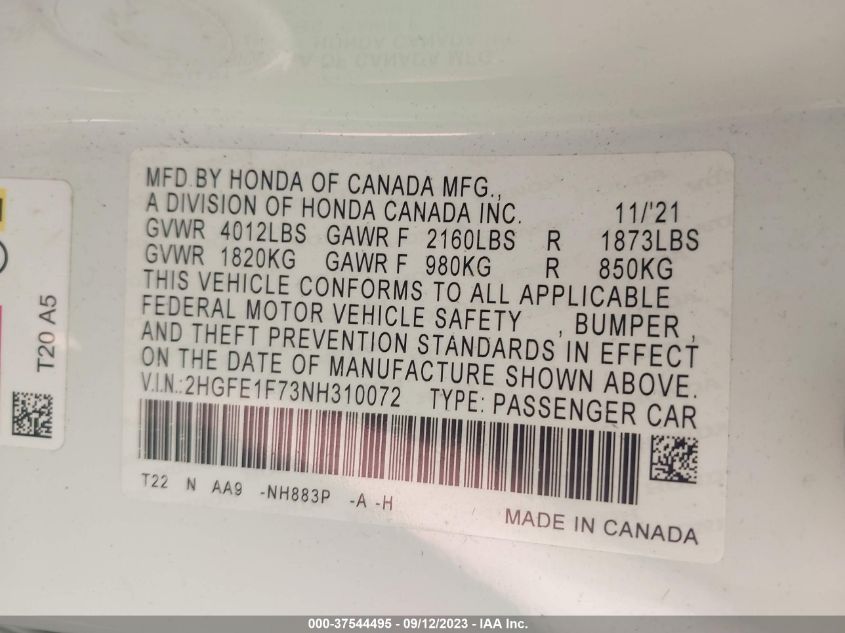 MFD.BY HONDA OF CANADA MFG.,
A DIVISION OF HONDA CANADA INC. 11/'21
GVWR 4012LBS GAWR F 2160LBS R 1873LBS
GVWR 1820KG GAWR F 980KG R 850KG
THIS VEHICLE CONFORMS TO ALL APPLICABLE
FEDERAL MOTOR VEHICLE SAFETY , BUMPER ,
AND THEFT PREVENTION STANDARDS IN EFFECT
ON THE DATE OF MANUFACTURE SHOWN ABOVE.
V.I.N.:2HGFE1F73NH310072 TYPE: PASSENGER CAR
T22 N AA9 -NH883P -A -H
MADE IN CANADA
T20 A5
000-37544495 - 09/12/2023 - IAA Inc.